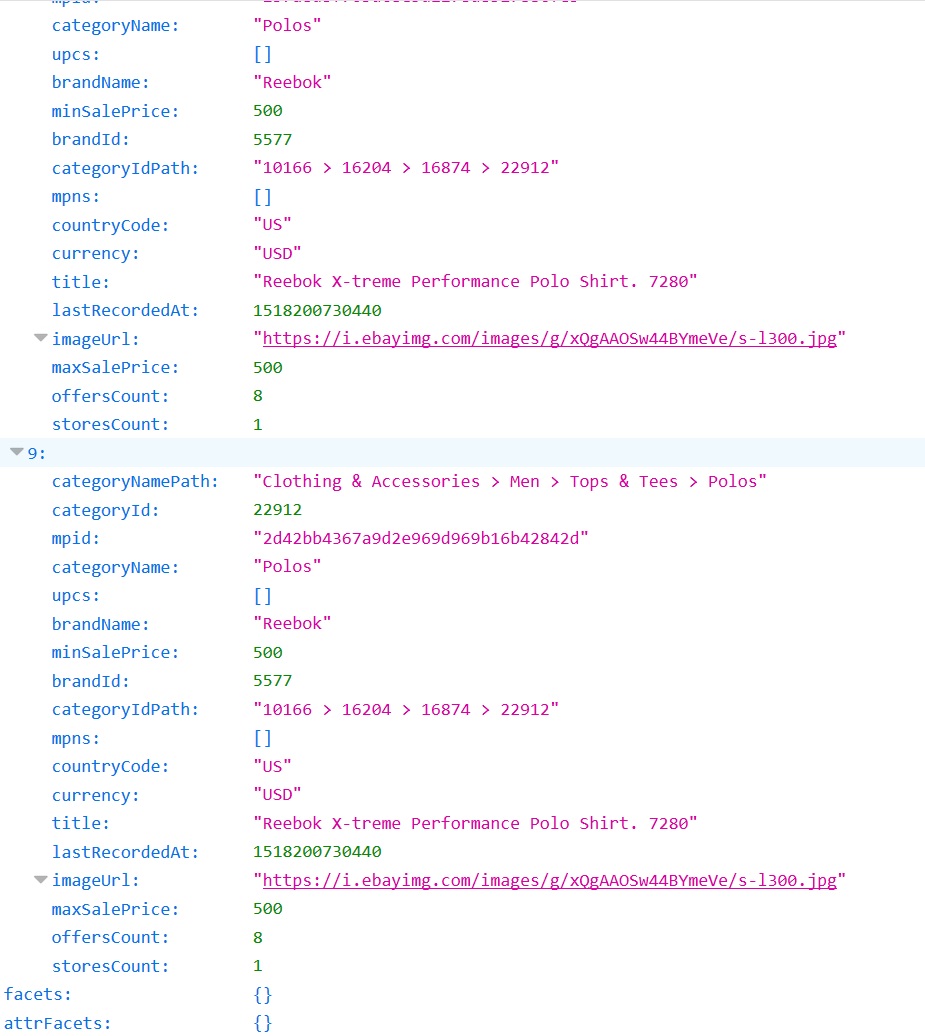 categoryName: "Polos"
upcs: []
brandName: "Reebok"
minSalePrice: 500
brandId: 5577
categoryIdPath: "10166 > 16204 > 16874 > 22912"
mpns: []
countryCode: "US"
currency: "USD"
title: "Reebok X-treme Performance Polo Shirt. 7280"
lastRecordedAt: 1518200730440
imageUrl: "https://i.ebayimg.com/images/g/xQgAAOSw44BYmeVe/s-l300.jpg"
maxSalePrice: 500
offersCount: 8
storesCount: 1
9:
categoryNamePath: "Clothing & Accessories > Men > Tops & Tees > Polos"
categoryId: 22912
mpid: "2d42bb4367a9d2e969d969b16b42842d"
categoryName: "Polos"
upcs: []
brandName: "Reebok"
minSalePrice: 500
brandId: 5577
categoryIdPath: "10166 > 16204 > 16874 > 22912"
mpns: []
countryCode: "US"
currency: "USD"
title: "Reebok X-treme Performance Polo Shirt. 7280"
lastRecordedAt: 1518200730440
imageUrl: "https://i.ebayimg.com/images/g/xQgAAOSw44BYmeVe/s-l300.jpg"
maxSalePrice: 500
offersCount: 8
storesCount: 1
facets: {}
attrFacets: {}